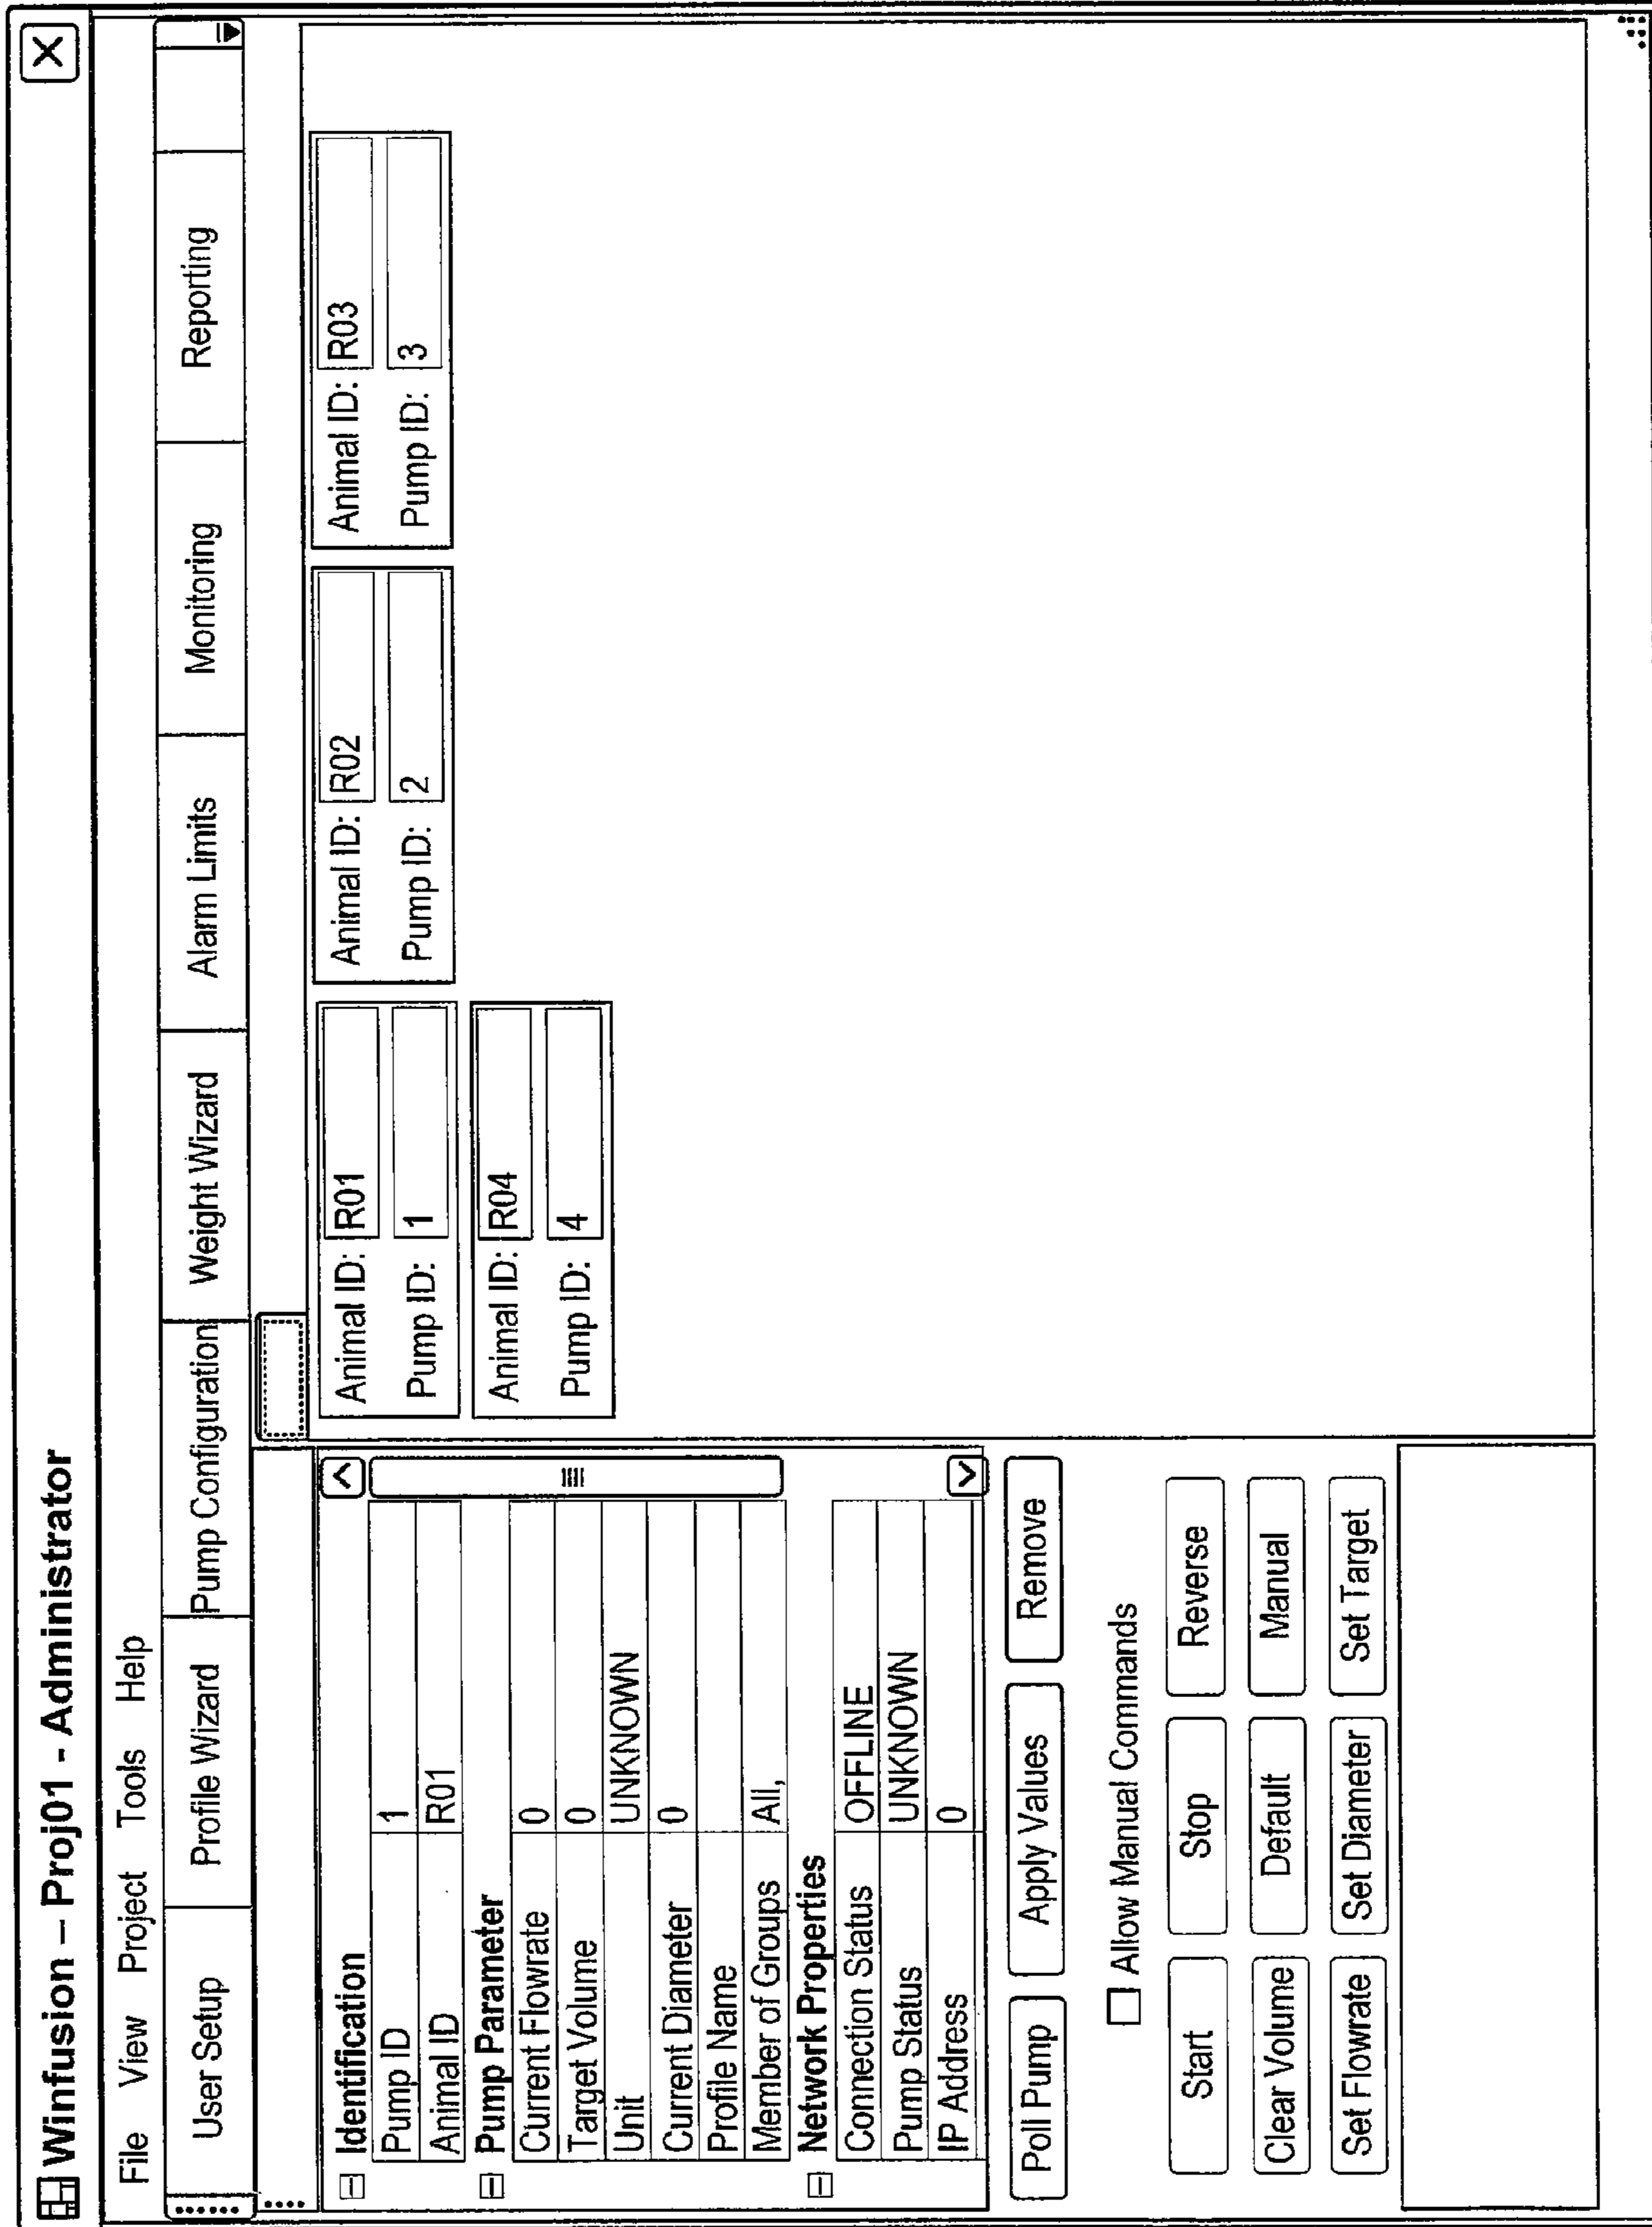 Winfusion – Proj01 - Administrator
File View Project Tools Help
User Setup Profile Wizard Pump Configuration Weight Wizard Alarm Limits Monitoring Reporting
Identification
Pump ID 1
Animal ID R01
Pump Parameter
Current Flowrate 0
Target Volume 0
Unit UNKNOWN
Current Diameter 0
Profile Name
Member of Groups All,
Network Properties
Connection Status OFFLINE
Pump Status UNKNOWN
IP Address 0
Poll Pump Apply Values Remove
Allow Manual Commands
Start Stop Reverse
Clear Volume Default Manual
Set Flowrate Set Diameter Set Target
Animal ID: R01
Pump ID: 1
Animal ID: R02
Pump ID: 2
Animal ID: R03
Pump ID: 3
Animal ID: R04
Pump ID: 4